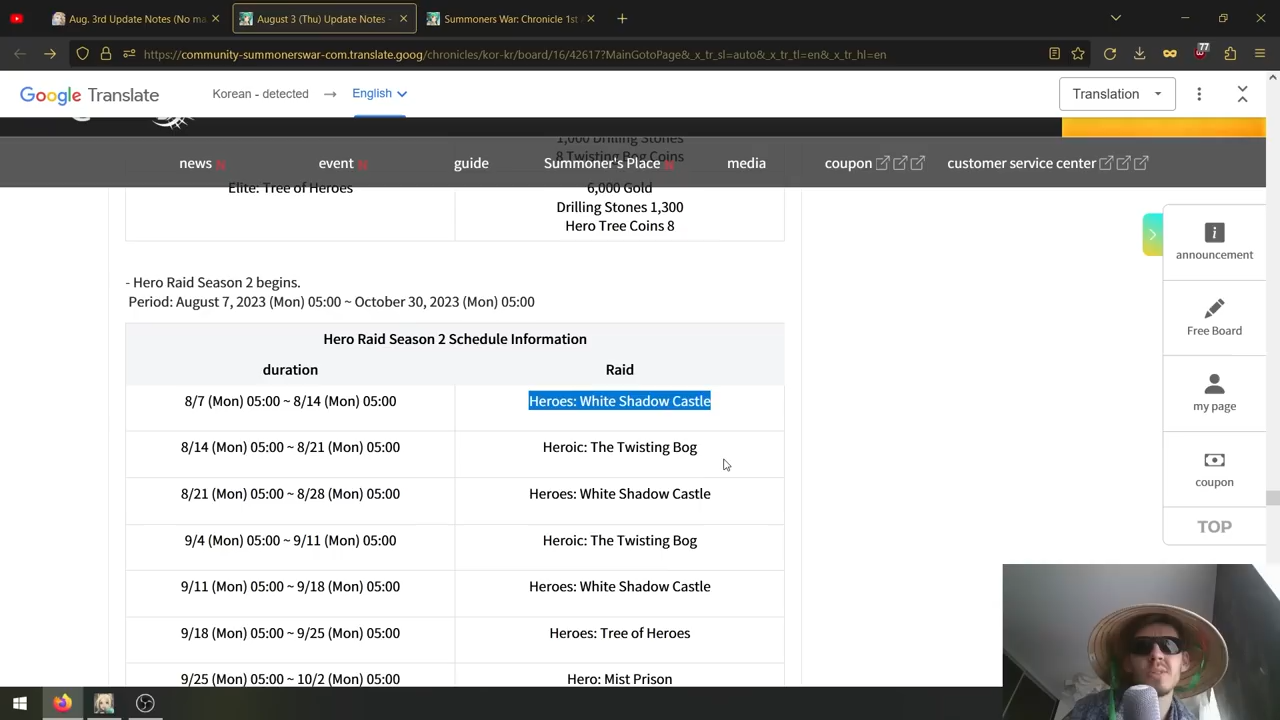 Aug. 3rd Update Notes (No ma
August 3 (Thu) Update Notes -
Summoners War: Chronicle 1st A
https://community-summonerswar-com.translate.goog/chronicles/kor-kr/board/16/42617?MainGotoPage&_x_tr_sl=auto&_x_tr_tl=en&_x_tr_hl=en
77
Google Translate
Korean - detected
English
Translation
1,000 Drilling Stones
8 Twisting Bog Coins
news N
event N
guide
Summoner's Place N
media
coupon
customer service center
Elite: Tree of Heroes
6,000 Gold
Drilling Stones 1,300
Hero Tree Coins 8
- Hero Raid Season 2 begins.
Period: August 7, 2023 (Mon) 05:00 ~ October 30, 2023 (Mon) 05:00
Hero Raid Season 2 Schedule Information
duration
Raid
8/7 (Mon) 05:00 ~ 8/14 (Mon) 05:00
Heroes: White Shadow Castle
8/14 (Mon) 05:00 ~ 8/21 (Mon) 05:00
Heroic: The Twisting Bog
8/21 (Mon) 05:00 ~ 8/28 (Mon) 05:00
Heroes: White Shadow Castle
9/4 (Mon) 05:00 ~ 9/11 (Mon) 05:00
Heroic: The Twisting Bog
9/11 (Mon) 05:00 ~ 9/18 (Mon) 05:00
Heroes: White Shadow Castle
9/18 (Mon) 05:00 ~ 9/25 (Mon) 05:00
Heroes: Tree of Heroes
9/25 (Mon) 05:00 ~ 10/2 (Mon) 05:00
Hero: Mist Prison
announcement
Free Board
my page
coupon
TOP